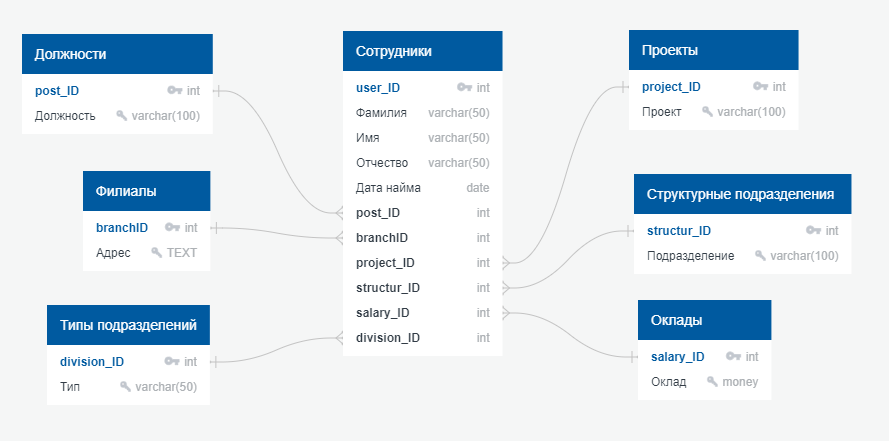 Должности
post_ID int
Должность varchar(100)
Филиалы
branchID int
Адрес TEXT
Типы подразделений
division_ID int
Тип varchar(50)
Сотрудники
user_ID int
Фамилия varchar(50)
Имя varchar(50)
Отчество varchar(50)
Дата найма date
post_ID int
branchID int
project_ID int
structur_ID int
salary_ID int
division_ID int
Проекты
project_ID int
Проект varchar(100)
Структурные подразделения
structur_ID int
Подразделение varchar(100)
Оклады
salary_ID int
Оклад money